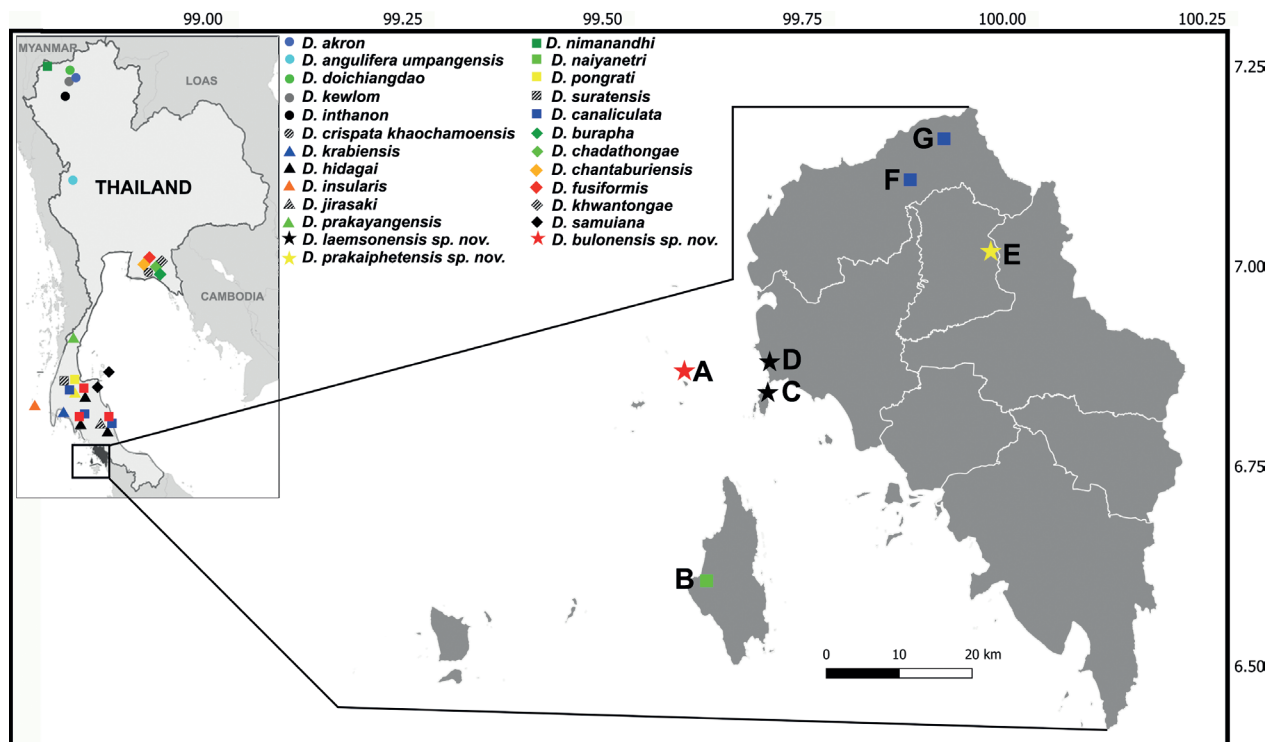 99.00 99.25 99.50 99.75 100.00 100.25
MYANMAR
LOAS
THAILAND
CAMBODIA
D. akron
D. angulifera umpangensis
D. doichiangdao
D. kewlom
D. inthanon
D. crispata khaochamoensis
D. krabiensis
D. hidagai
D. insularis
D. jirasaki
D. prakayangensis
D. laemsonensis sp. nov.
D. prakaiphetensis sp. nov.
D. nimanandhi
D. naiyanetri
D. pongrati
D. suratensis
D. canaliculata
D. burapha
D. chadathongae
D. chantaburiensis
D. fusiformis
D. khwantongae
D. samuiana
D. bulonensis sp. nov.
7.25
G
F
E
7.00
D
A
C
6.75
B
0 10 20 km
6.50